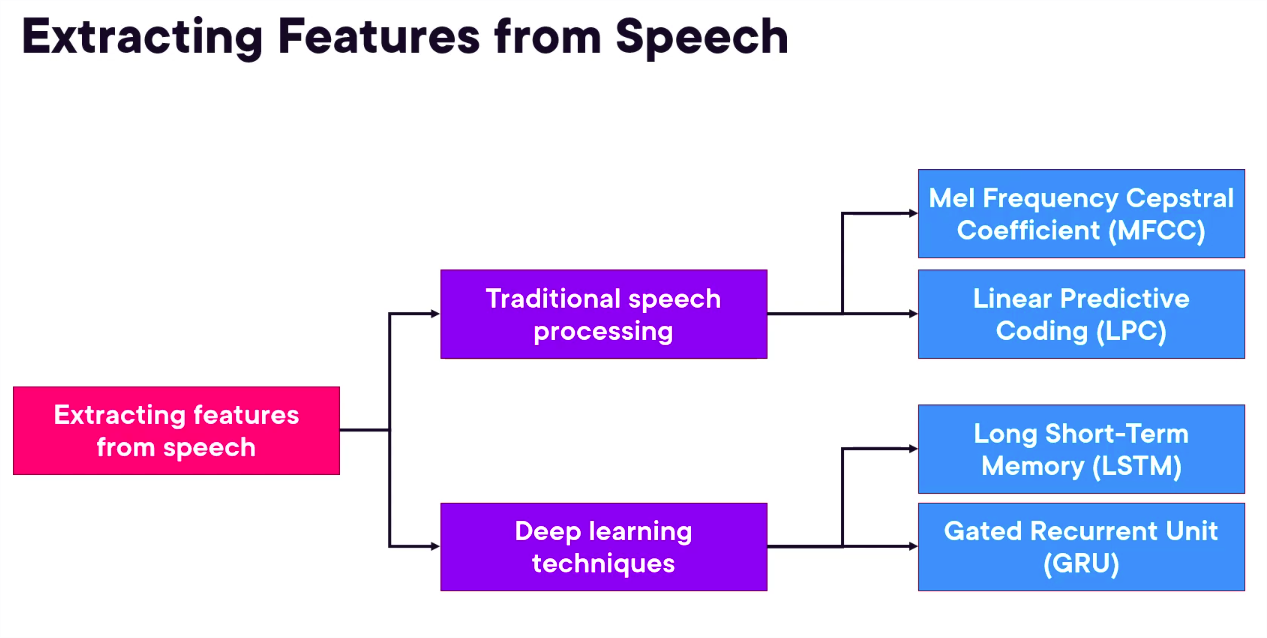 Extracting Features from Speech
Mel Frequency Cepstral
Coefficient (MFCC)
Traditional speech
processing
Linear Predictive
Coding (LPC)
Extracting features
from speech
Long Short-Term
Memory (LSTM)
Deep learning
techniques
Gated Recurrent Unit
(GRU)